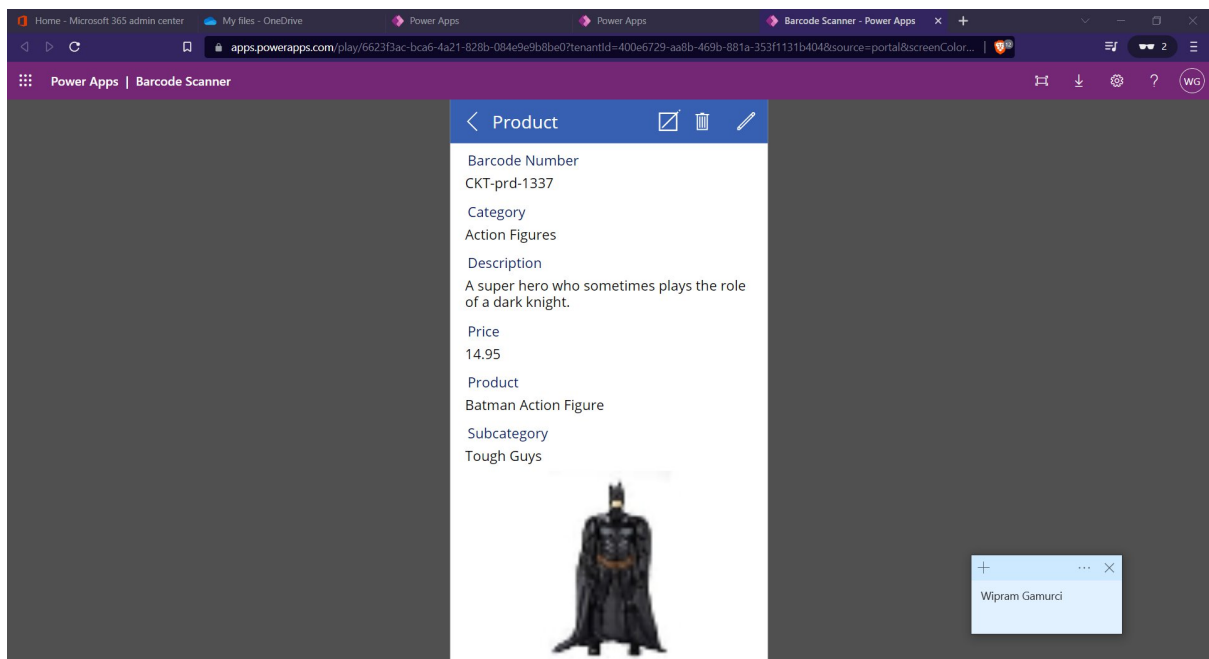 Home - Microsoft 365 admin center
My files - OneDrive
Power Apps
Power Apps
Barcode Scanner - Power Apps
apps.powerapps.com/play/6623f3ac-bca6-4a21-828b-084e9e9b8be0?tenantId=400e6729-aa8b-469b-881a-353f1131b404&source=portal&screenColor...
12
2
Power Apps | Barcode Scanner
WG
Product
Barcode Number
CKT-prd-1337
Category
Action Figures
Description
A super hero who sometimes plays the role
of a dark knight.
Price
14.95
Product
Batman Action Figure
Subcategory
Tough Guys
Wipram Gamurci